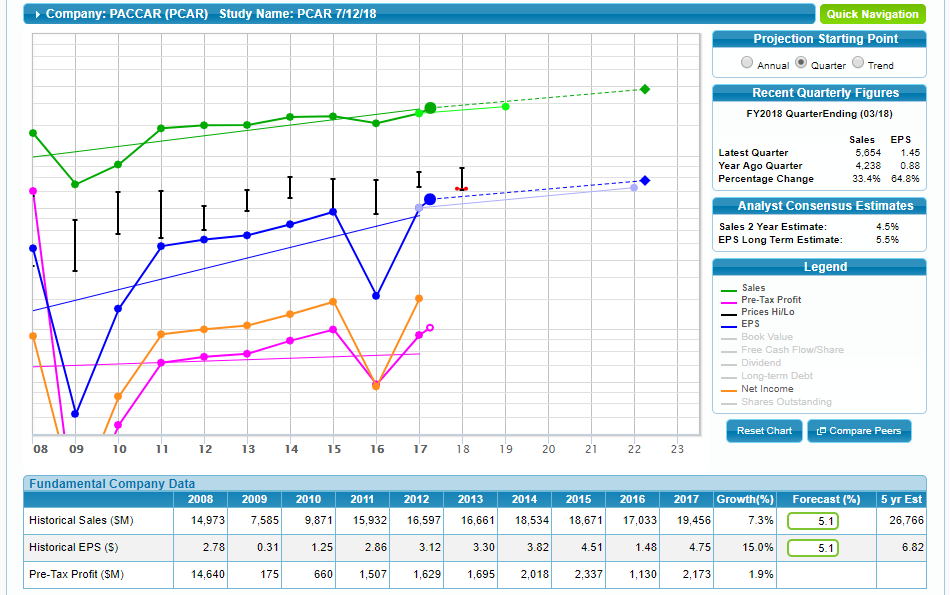 Company: PACCAR (PCAR) Study Name: PCAR 7/12/18
Quick Navigation
Projection Starting Point
Annual Quarter Trend
Recent Quarterly Figures
FY2018 QuarterEnding (03/18)
Sales EPS
Latest Quarter 5,654 1.45
Year Ago Quarter 4,238 0.88
Percentage Change 33.4% 64.8%
Analyst Consensus Estimates
Sales 2 Year Estimate: 4.5%
EPS Long Term Estimate: 5.5%
Legend
Sales
Pre-Tax Profit
Prices Hi/Lo
EPS
Book Value
Free Cash Flow/Share
Dividend
Long-term Debt
Net Income
Shares Outstanding
Reset Chart Compare Peers
08 09 10 11 12 13 14 15 16 17 18 19 20 21 22 23
Fundamental Company Data
2008 2009 2010 2011 2012 2013 2014 2015 2016 2017 Growth(%) Forecast (%) 5 yr Est
Historical Sales ($M) 14,973 7,585 9,871 15,932 16,597 16,661 18,534 18,671 17,033 19,456 7.3% 5.1 26,766
Historical EPS ($) 2.78 0.31 1.25 2.86 3.12 3.30 3.82 4.51 1.48 4.75 15.0% 5.1 6.82
Pre-Tax Profit ($M) 14,640 175 660 1,507 1,629 1,695 2,018 2,337 1,130 2,173 1.9%